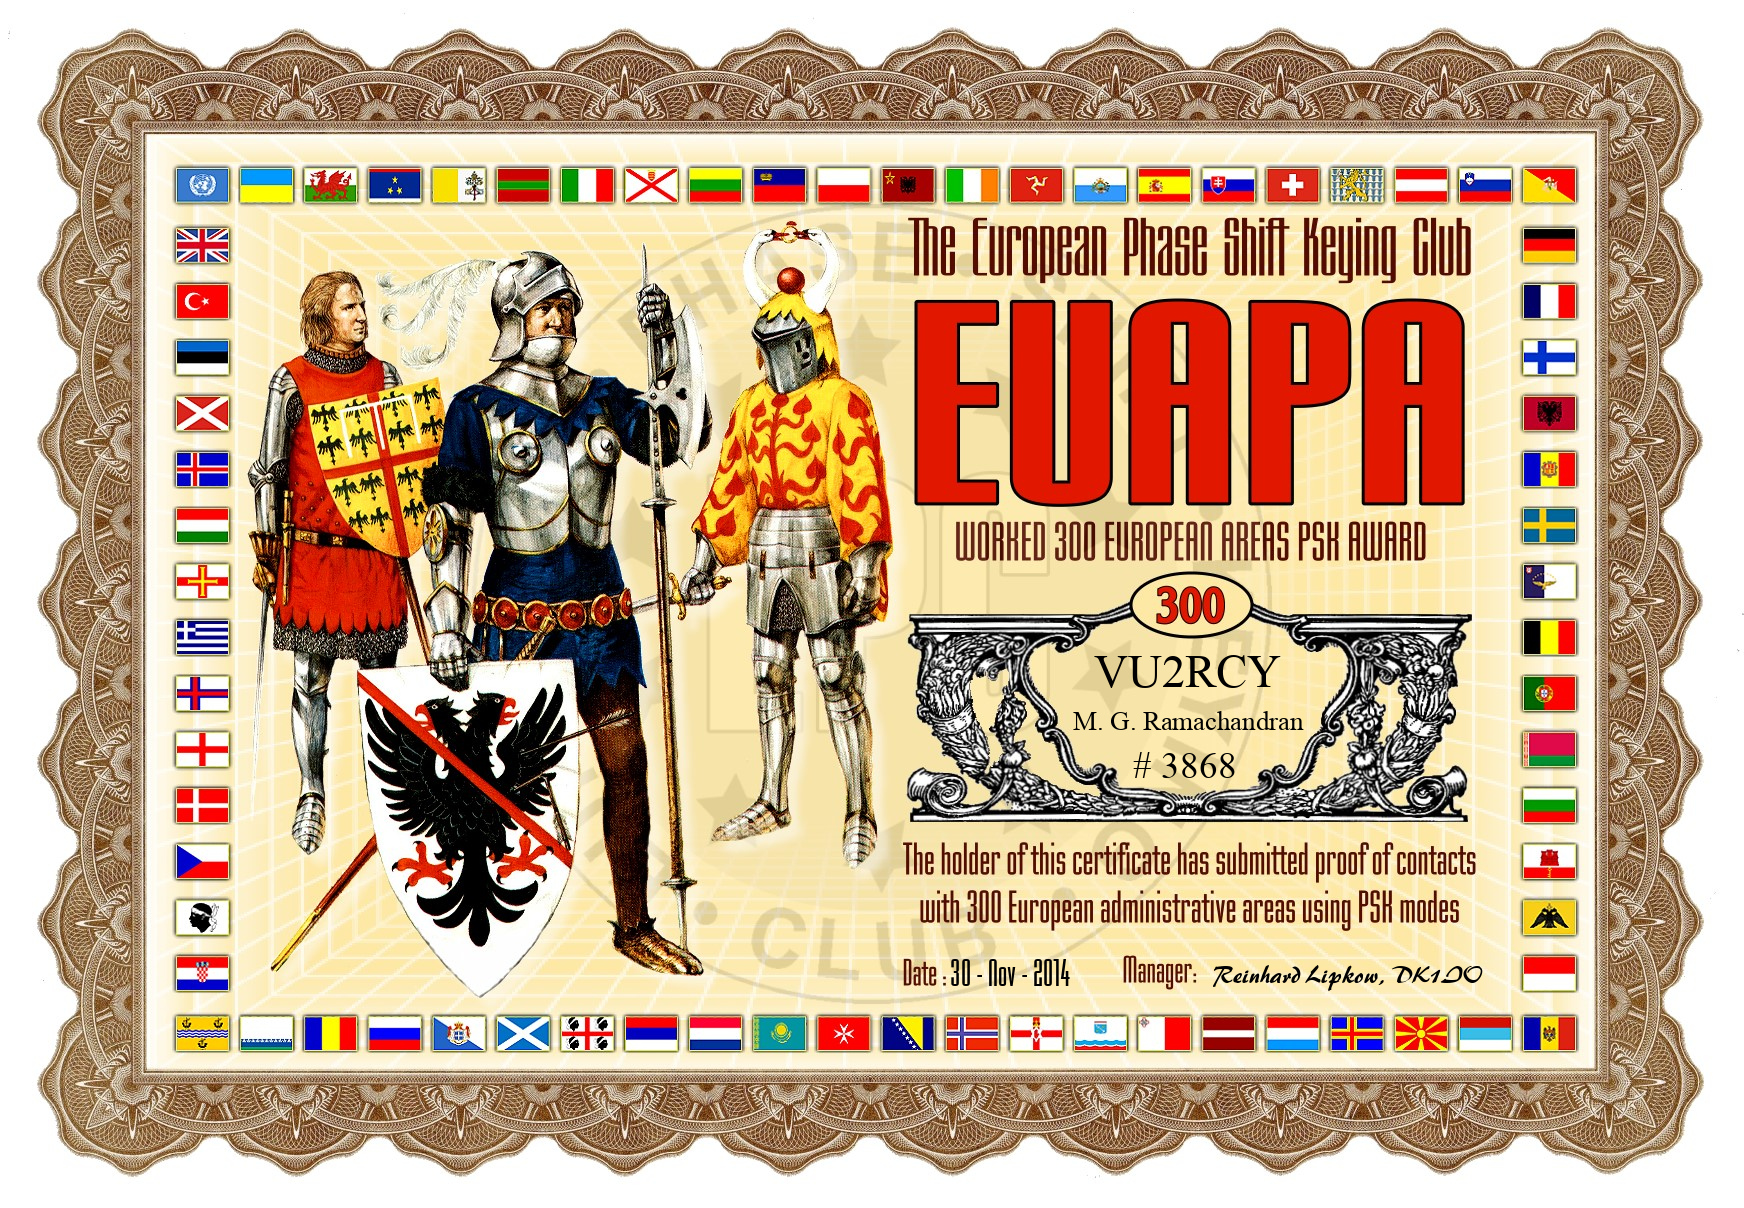 The European Phase Shift Keying Club
EUAPA
WORKED 300 EUROPEAN AREAS PSK AWARD
300
VU2RCY
M. G. Ramachandran
# 3868
The holder of this certificate has submitted proof of contacts
with 300 European administrative areas using PSK modes
Date : 30 - Nov - 2014
Manager: Reinhard Lipkow, DK1IO
CLUB